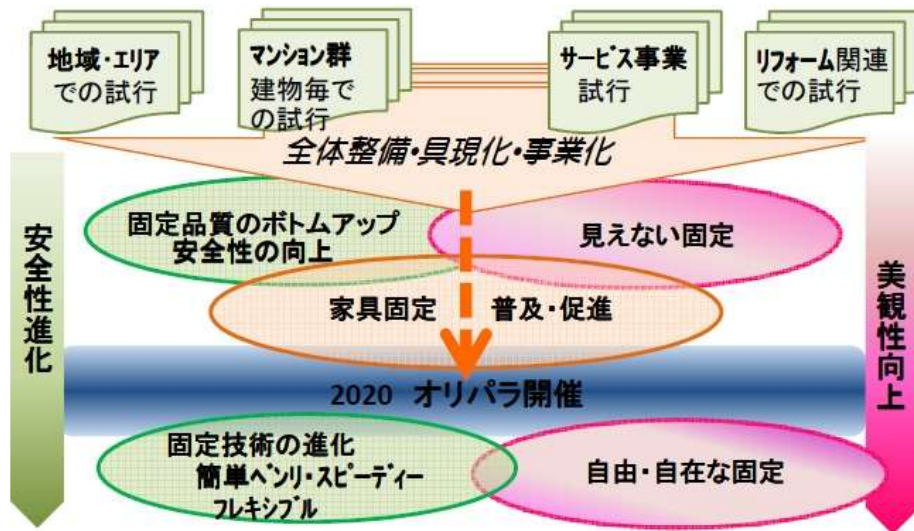 地域・エリア
での試行
マンション群
建物毎で
の試行
サービス事業
試行
リフォーム関連
での試行
全体整備・具現化・事業化
安全性進化
固定品質のボトムアップ
安全性の向上
見えない固定
家具固定 普及・促進
美観性向上
2020 オリパラ開催
固定技術の進化
簡単ベンリ・スピーディー
フレキシブル
自由・自在な固定